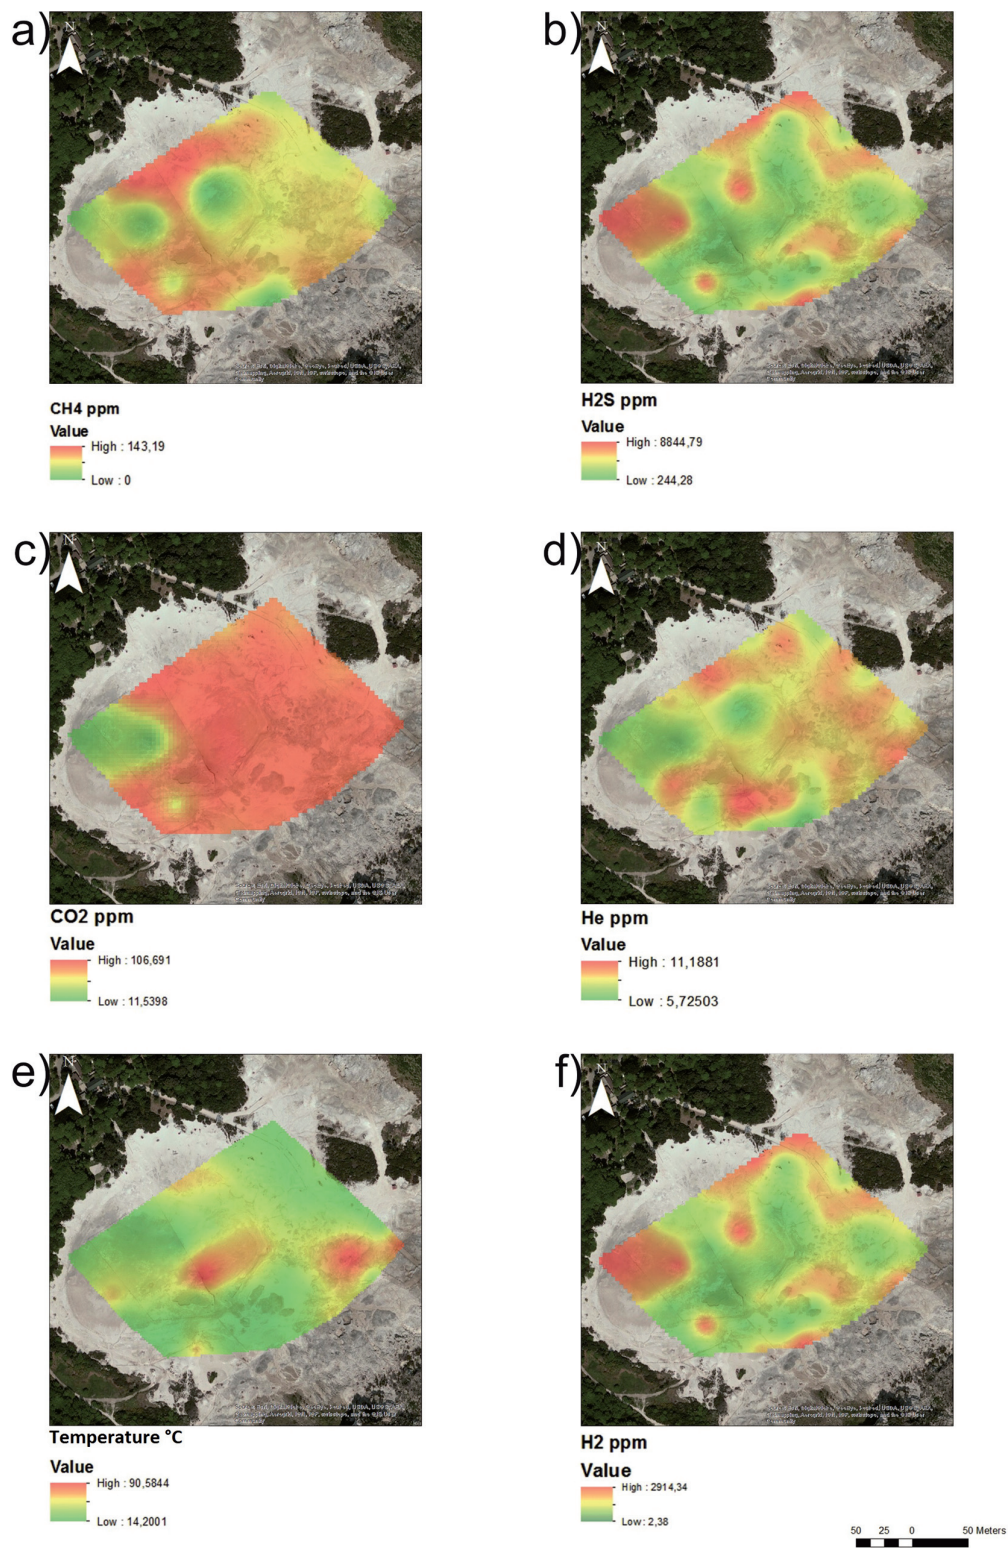 a)
N
b)
N
CH4 ppm
Value
High : 143,19
Low : 0
H2S ppm
Value
High : 8844,79
Low : 244,28
c)
N
d)
N
CO2 ppm
Value
High : 106,691
Low : 11,5398
He ppm
Value
High : 11,1881
Low : 5,72503
e)
N
f)
N
Temperature °C
Value
High : 90,5844
Low : 14,2001
H2 ppm
Value
High : 2914,34
Low: 2,38
50 25 0 50 Meters